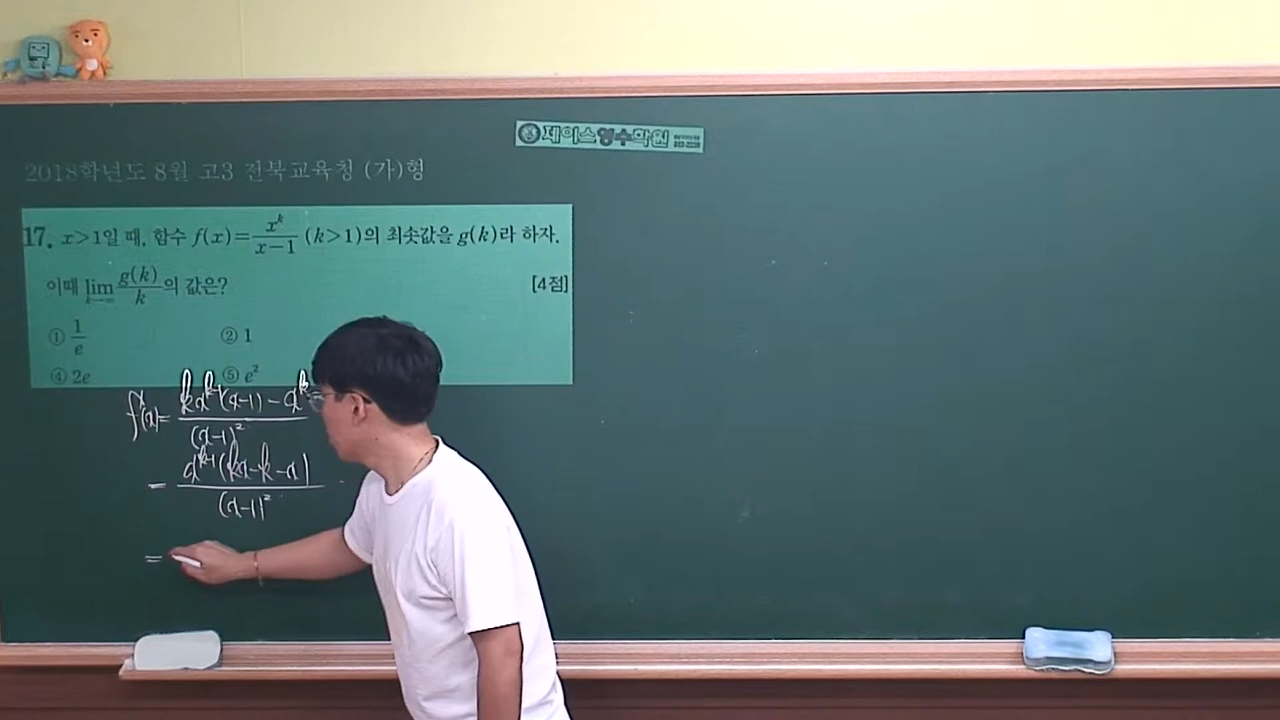 제이스영수학원
2018학년도 8월 고3 전북교육청 (가)형
17. x>1일 때, 함수 f(x)=x^k/(x-1) (k>1)의 최솟값을 g(k)라 하자.
이때 lim k→∞ g(k)/k의 값은? [4점]
① 1/e ② 1
④ 2e ⑤ e²
f'(x)= (kx^(k-1)(x-1)-x^k)/(x-1)²
= x^(k-1)(kx-k-x)/(x-1)²
=